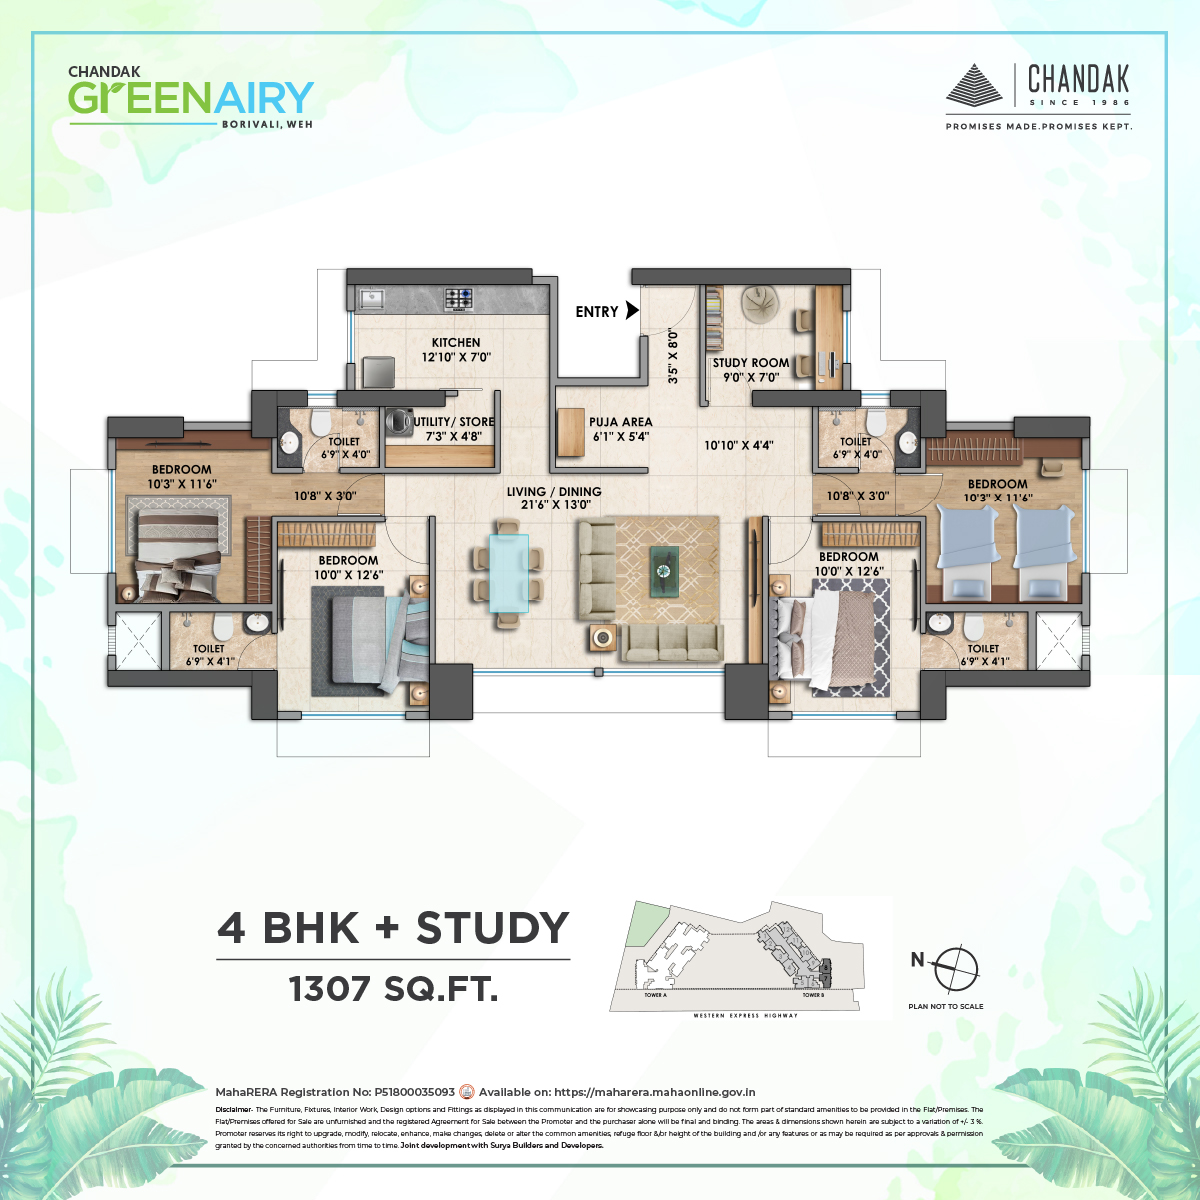 CHANDAK
GREENAIRY
BORIVALI, WEH
CHANDAK
SINCE 1986
PROMISES MADE.PROMISES KEPT.
ENTRY
KITCHEN
12'10" X 7'0"
3'5" X 8'0"
STUDY ROOM
9'0" X 7'0"
UTILITY/ STORE
7'3" X 4'8"
PUJA AREA
6'1" X 5'4"
10'10" X 4'4"
TOILET
6'9" X 4'0"
TOILET
6'9" X 4'0"
BEDROOM
10'3" X 11'6"
10'8" X 3'0"
LIVING / DINING
21'6" X 13'0"
10'8" X 3'0"
BEDROOM
10'3" X 11'6"
BEDROOM
10'0" X 12'6"
BEDROOM
10'0" X 12'6"
TOILET
6'9" X 4'1"
TOILET
6'9" X 4'1"
4 BHK + STUDY
1307 SQ.FT.
TOWER A
TOWER B
WESTERN EXPRESS HIGHWAY
N
PLAN NOT TO SCALE
MahaRERA Registration No: P51800035093 Available on: https://maharera.mahaonline.gov.in
Disclaimer- The Furniture, Fixtures, Interior Work, Design options and Fittings as displayed in this communication are for showcasing purpose only and do not form part of standard amenities to be provided in the Flat/Premises. The
Flat/Premises offered for Sale are unfurnished and the registered Agreement for Sale between the Promoter and the purchaser alone will be final and binding. The areas & dimensions shown herein are subject to a variation of +/- 3 %.
Promoter reserves its right to upgrade, modify, relocate, enhance, make changes, delete or alter the common amenities, refuge floor &/or height of the building and /or any features or as may be required as per approvals & permission
granted by the concerned authorities from time to time. Joint development with Surya Builders and Developers.